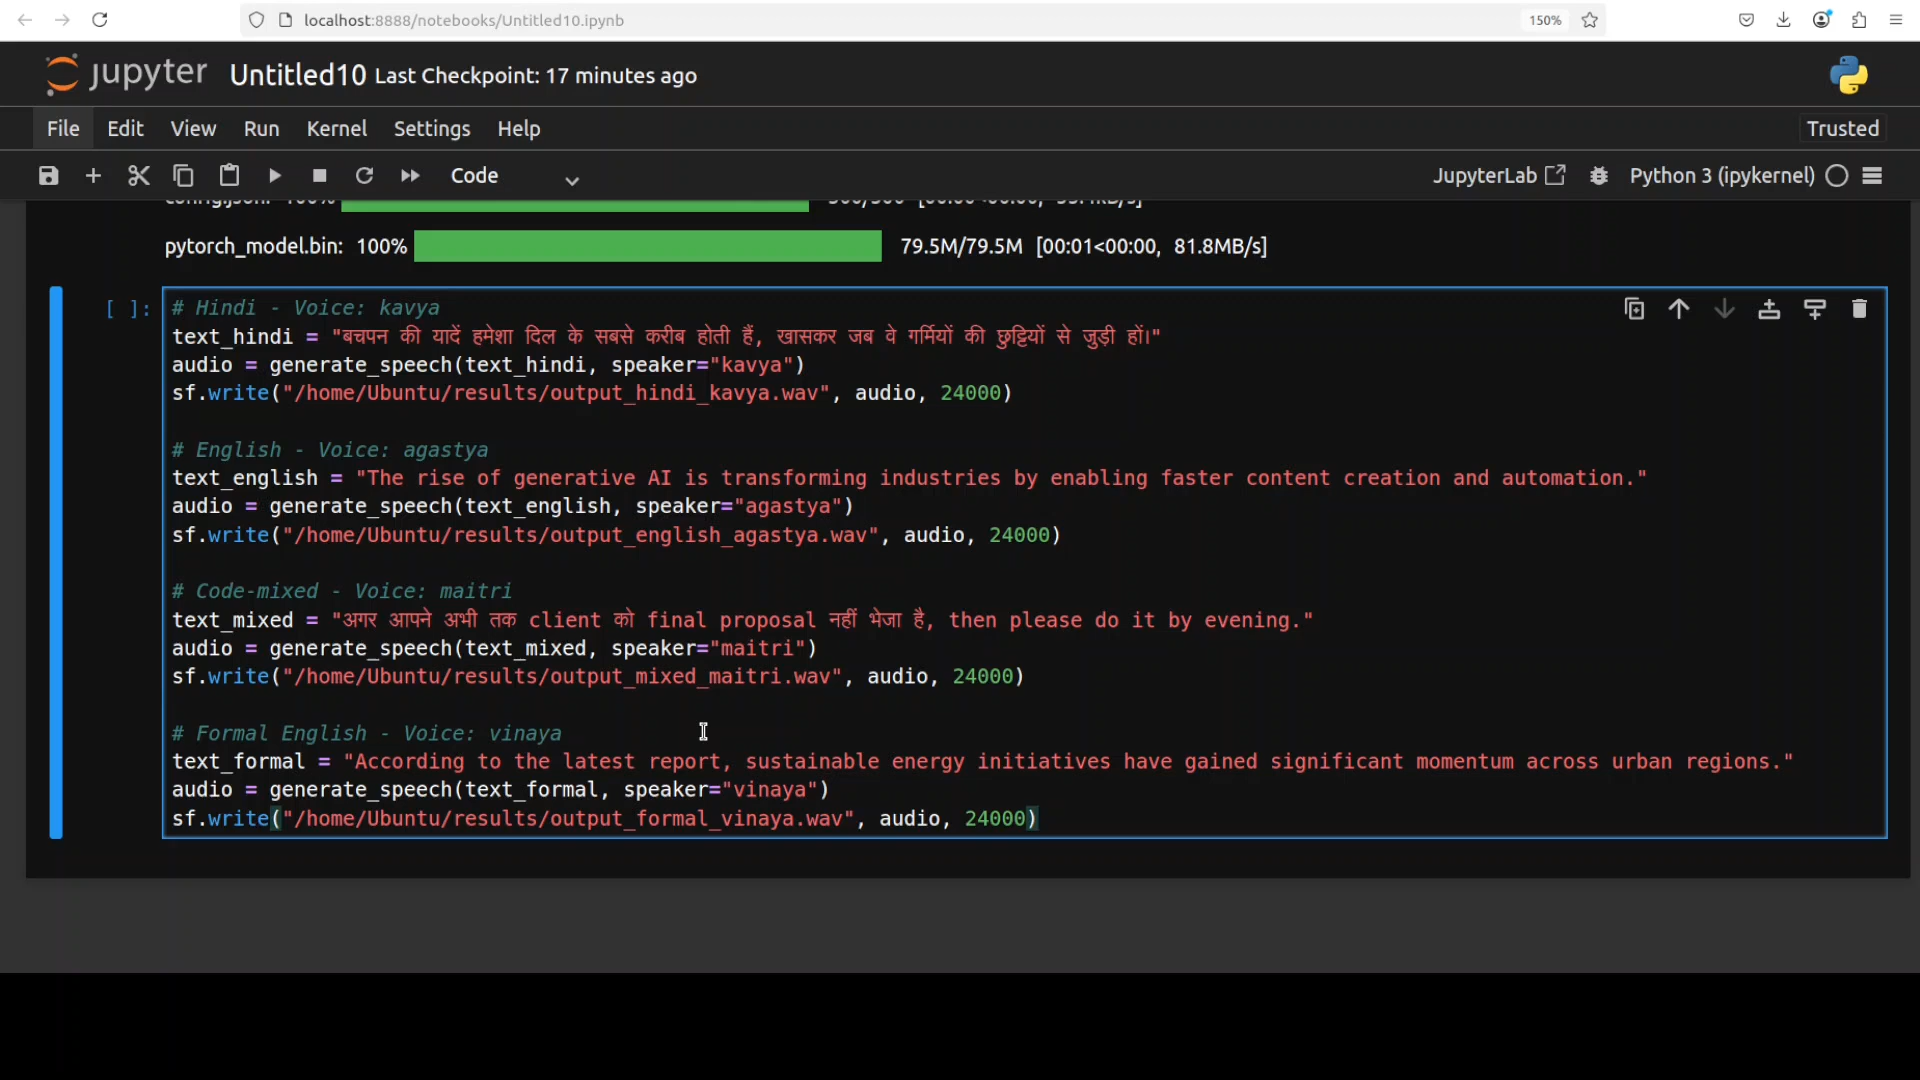 localhost:8888/notebooks/Untitled10.ipynb
150%
jupyter Untitled10 Last Checkpoint: 17 minutes ago
File Edit View Run Kernel Settings Help
Trusted
Code
JupyterLab
Python 3 (ipykernel)
config.json: 100%
pytorch_model.bin: 100% 79.5M/79.5M [00:01<00:00, 81.8MB/s]
[ ]:
# Hindi - Voice: kavya
text_hindi = "बचपन की यादें हमेशा दिल के सबसे करीब होती हैं, खासकर जब वे गर्मियों की छुट्टियों से जुड़ी हों।"
audio = generate_speech(text_hindi, speaker="kavya")
sf.write("/home/Ubuntu/results/output_hindi_kavya.wav", audio, 24000)
# English - Voice: agastya
text_english = "The rise of generative AI is transforming industries by enabling faster content creation and automation."
audio = generate_speech(text_english, speaker="agastya")
sf.write("/home/Ubuntu/results/output_english_agastya.wav", audio, 24000)
# Code-mixed - Voice: maitri
text_mixed = "अगर आपने अभी तक client को final proposal नहीं भेजा है, then please do it by evening."
audio = generate_speech(text_mixed, speaker="maitri")
sf.write("/home/Ubuntu/results/output_mixed_maitri.wav", audio, 24000)
# Formal English - Voice: vinaya
text_formal = "According to the latest report, sustainable energy initiatives have gained significant momentum across urban regions."
audio = generate_speech(text_formal, speaker="vinaya")
sf.write("/home/Ubuntu/results/output_formal_vinaya.wav", audio, 24000)